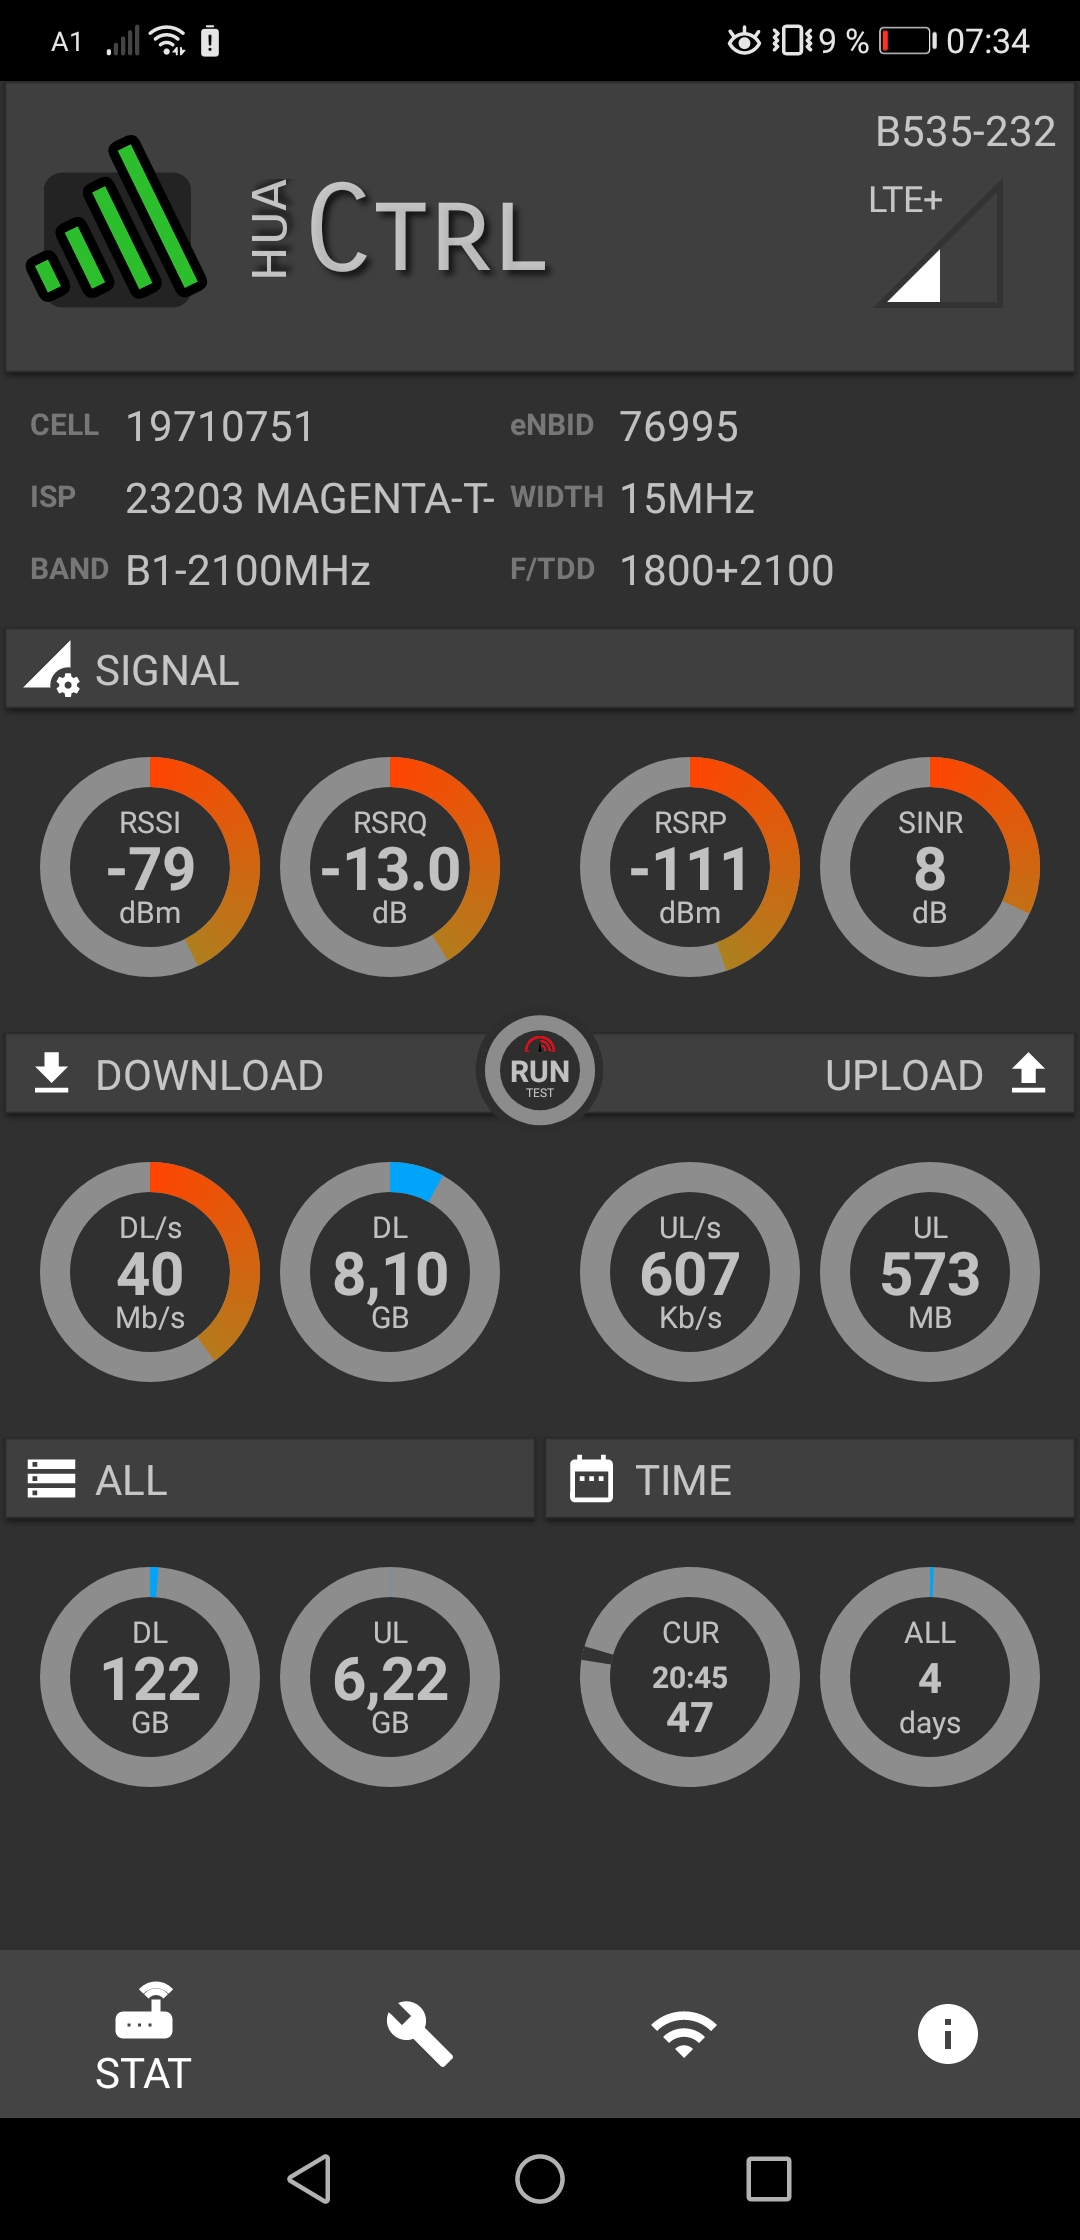 A1 9 % 07:34
B535-232
LTE+
HUA CTRL
CELL 19710751 eNBID 76995
ISP 23203 MAGENTA-T- WIDTH 15MHz
BAND B1-2100MHz F/TDD 1800+2100
SIGNAL
RSSI RSRQ RSRP SINR
-79 -13.0 -111 8
dBm dB dBm dB
DOWNLOAD RUN UPLOAD
TEST
DL/s DL UL/s UL
40 8,10 607 573
Mb/s GB Kb/s MB
ALL TIME
DL UL CUR ALL
122 6,22 20:45 4
GB GB 47 days
STAT